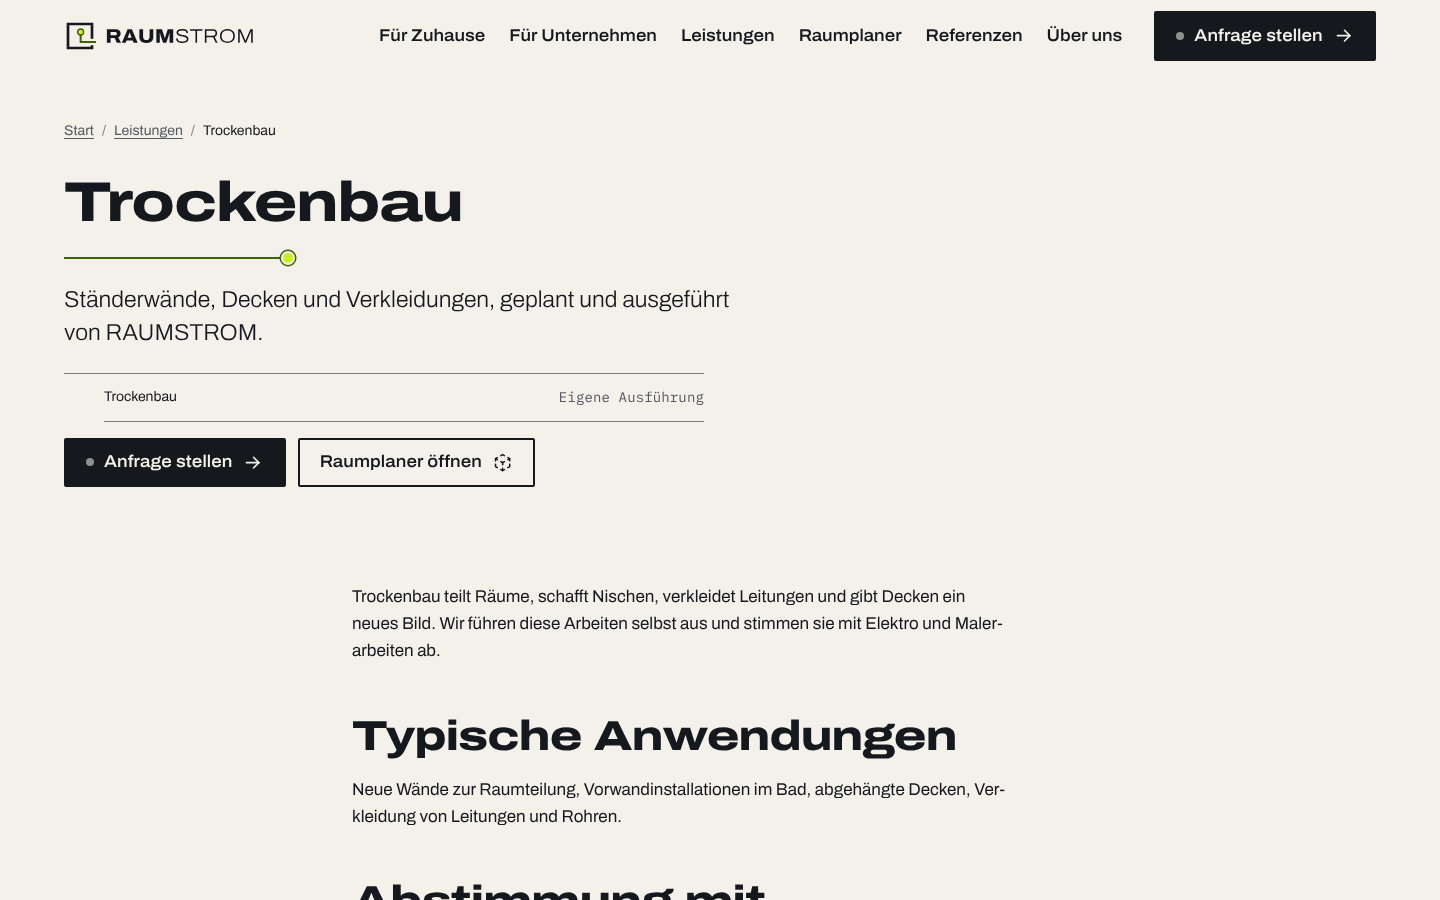 RAUMSTROM
Für Zuhause
Für Unternehmen
Leistungen
Raumplaner
Referenzen
Über uns
Anfrage stellen
Start / Leistungen / Trockenbau
Trockenbau
Ständerwände, Decken und Verkleidungen, geplant und ausgeführt
von RAUMSTROM.
Trockenbau
Eigene Ausführung
Anfrage stellen
Raumplaner öffnen
Trockenbau teilt Räume, schafft Nischen, verkleidet Leitungen und gibt Decken ein
neues Bild. Wir führen diese Arbeiten selbst aus und stimmen sie mit Elektro und Maler-
arbeiten ab.
Typische Anwendungen
Neue Wände zur Raumteilung, Vorwandinstallationen im Bad, abgehängte Decken, Ver-
kleidung von Leitungen und Rohren.
Abstimmung mit